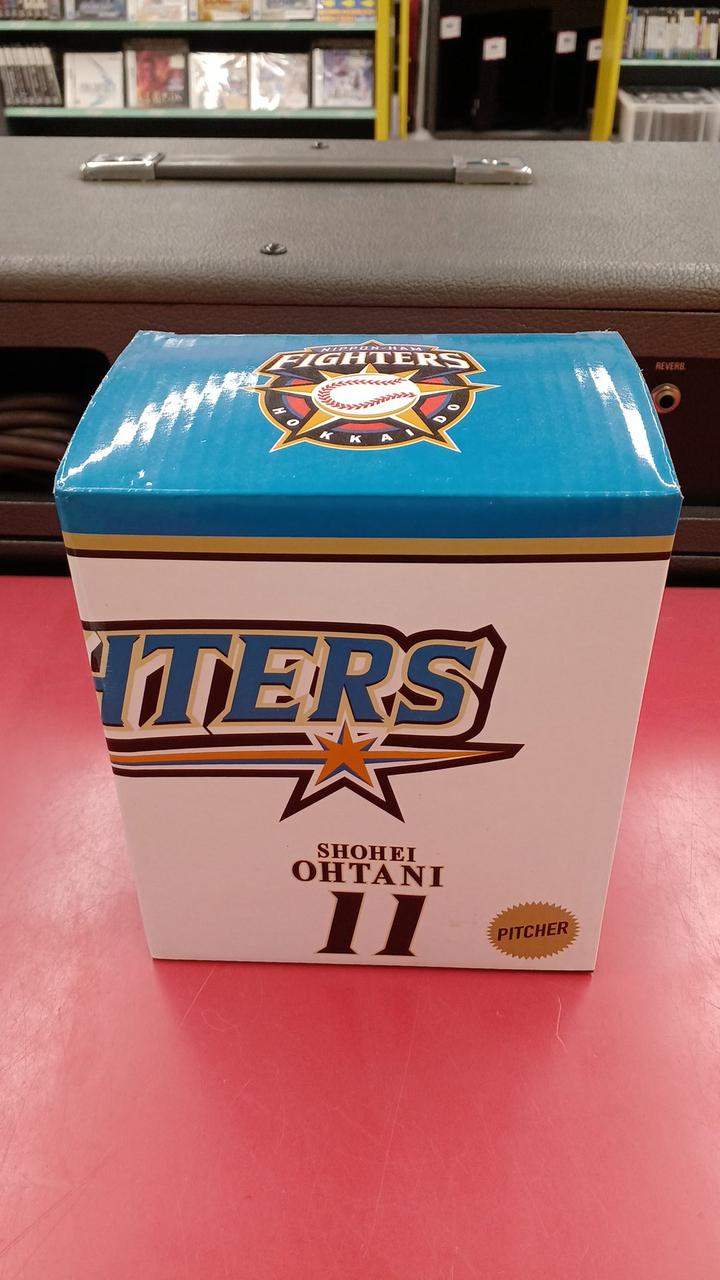 NIPPON-HAM
FIGHTERS
HOKKAIDO
REVERB.
HTERS
SHOHEI
OHTANI
11
PITCHER